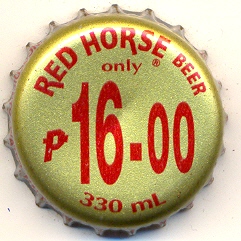 RED HORSE® BEER
only
₱16-00
330 mL